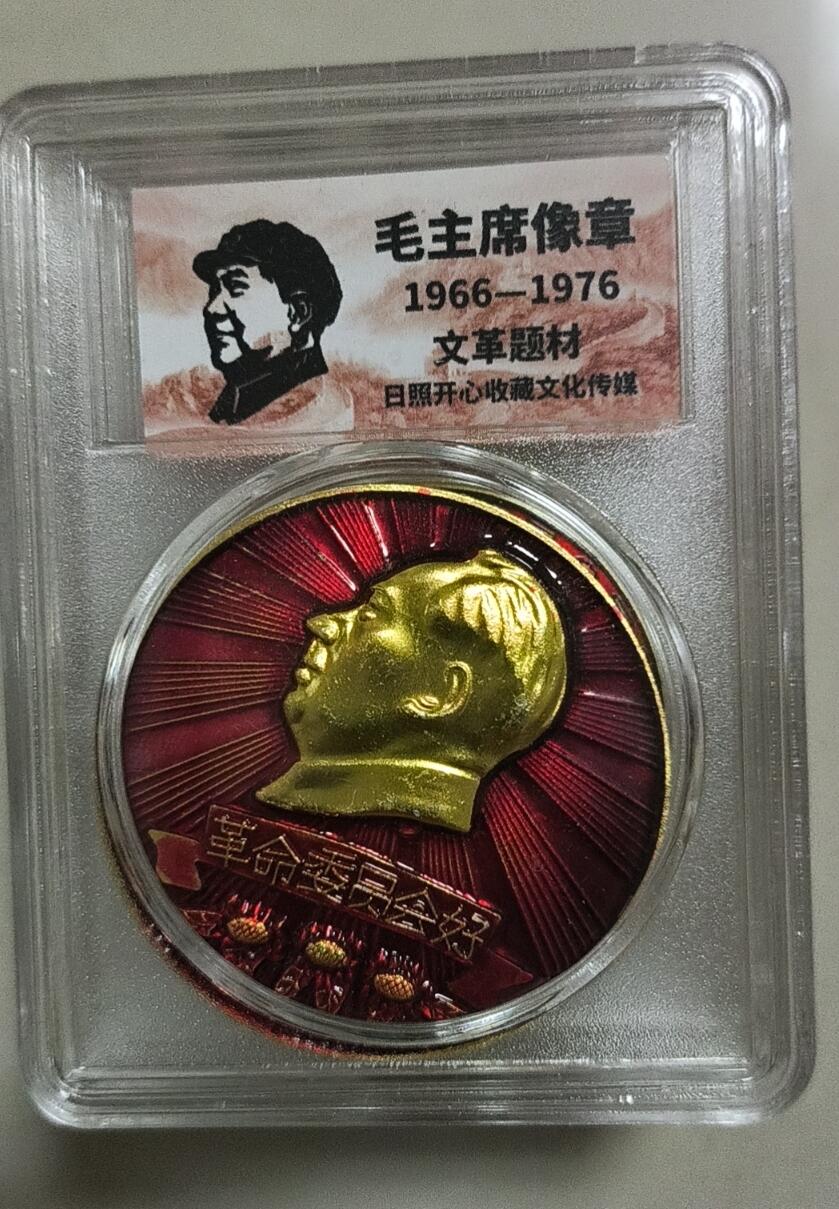 毛主席像章
1966—1976
文革题材
日照开心收藏文化传媒
革命委员会好